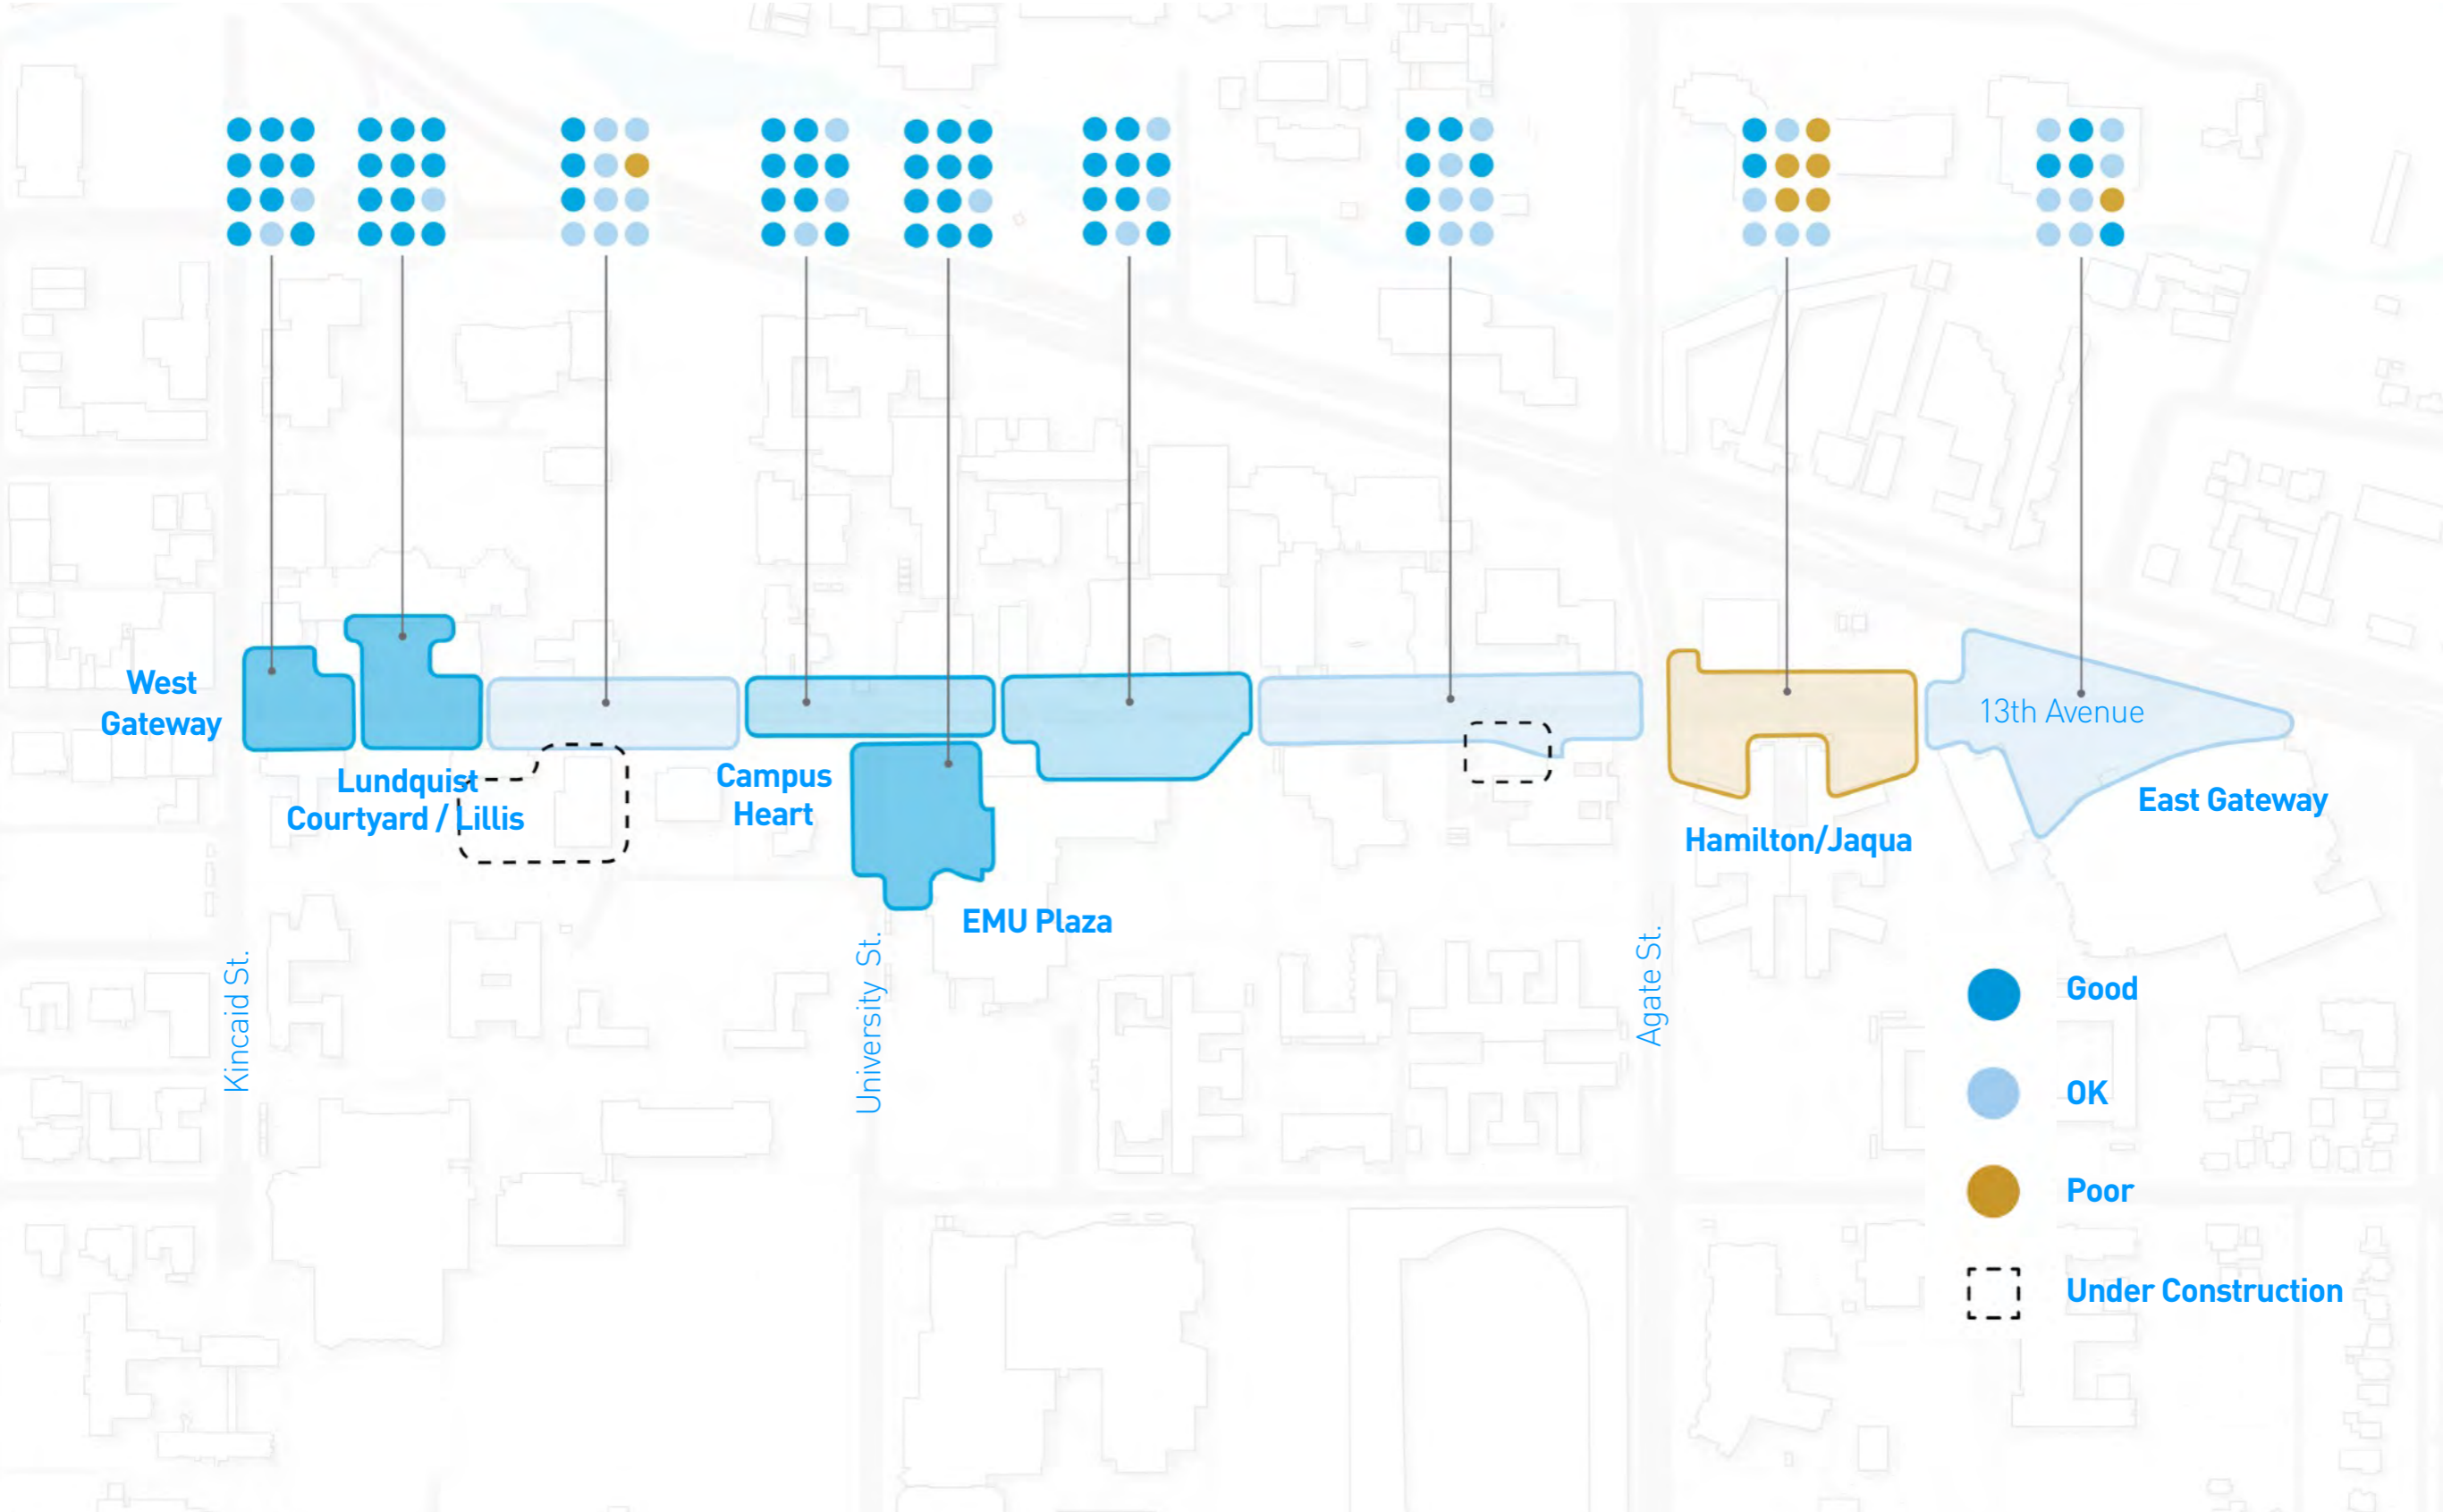 West
Gateway
Lundquist
Courtyard / Lillis
Campus
Heart
EMU Plaza
Hamilton/Jaqua
13th Avenue
East Gateway
Kincaid St.
University St.
Agate St.
Good
OK
Poor
Under Construction